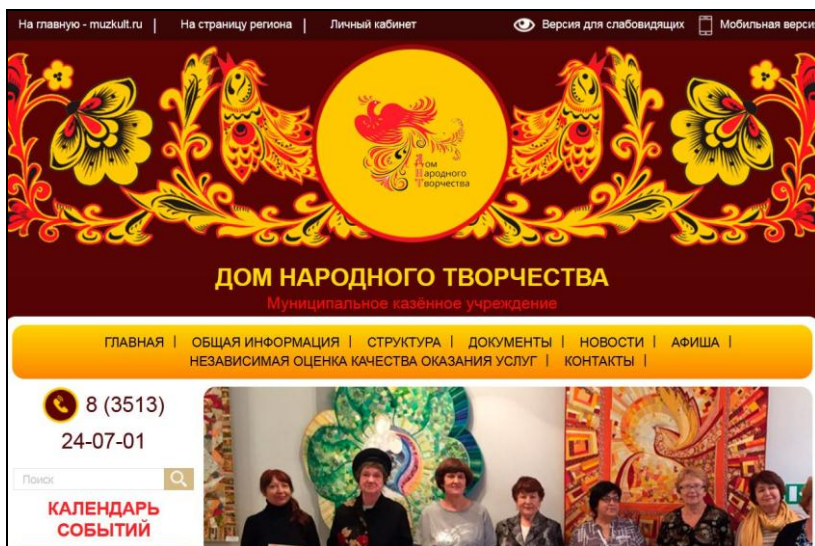 На главную - muzkult.ru | На страницу региона | Личный кабинет Версия для слабовидящих Мобильная верси
Дом
Народного
Творчества
ДОМ НАРОДНОГО ТВОРЧЕСТВА
Муниципальное казённое учреждение
ГЛАВНАЯ | ОБЩАЯ ИНФОРМАЦИЯ | СТРУКТУРА | ДОКУМЕНТЫ | НОВОСТИ | АФИША |
НЕЗАВИСИМАЯ ОЦЕНКА КАЧЕСТВА ОКАЗАНИЯ УСЛУГ | КОНТАКТЫ |
8 (3513)
24-07-01
Поиск
КАЛЕНДАРЬ
СОБЫТИЙ